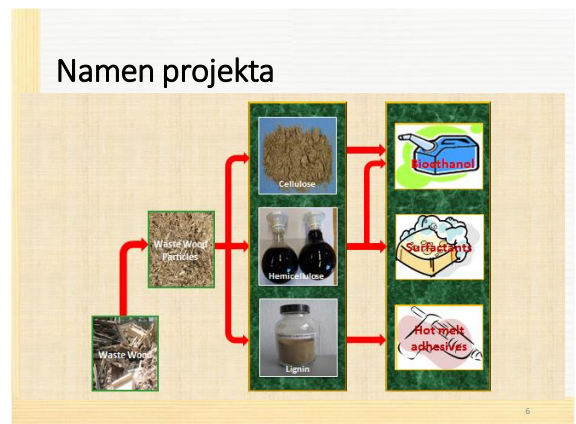 Namen projekta
Cellulose
Bioethanol
Waste Wood
Particles
Hemicellulose
Surfactants
Waste Wood
Lignin
Hot melt
adhesives
6